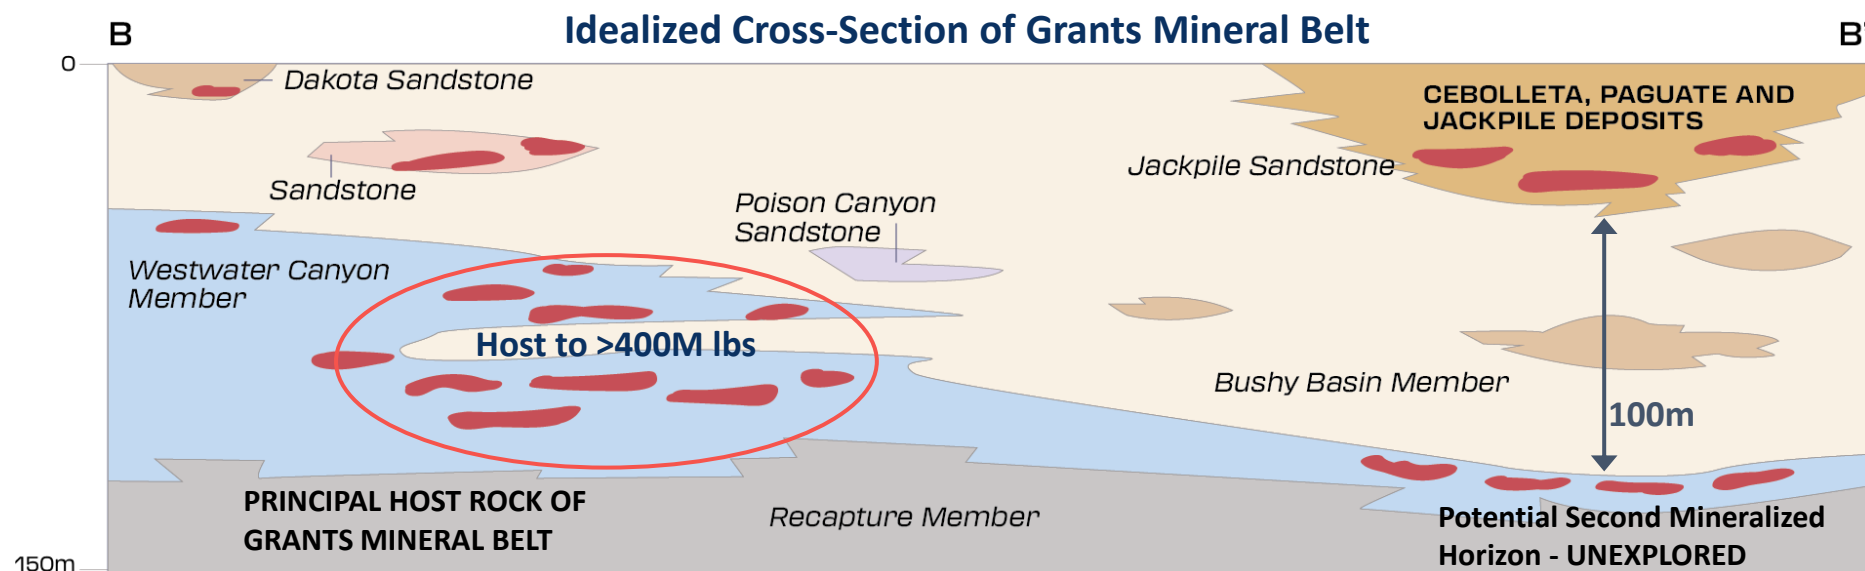 Idealized Cross-Section of Grants Mineral Belt
B
B'
0
Dakota Sandstone
CEBOLLETA, PAGUATE AND
JACKPILE DEPOSITS
Jackpile Sandstone
Sandstone
Poison Canyon
Sandstone
Westwater Canyon
Member
Host to >400M lbs
Bushy Basin Member
100m
PRINCIPAL HOST ROCK OF
GRANTS MINERAL BELT
Recapture Member
Potential Second Mineralized
Horizon - UNEXPLORED
150m